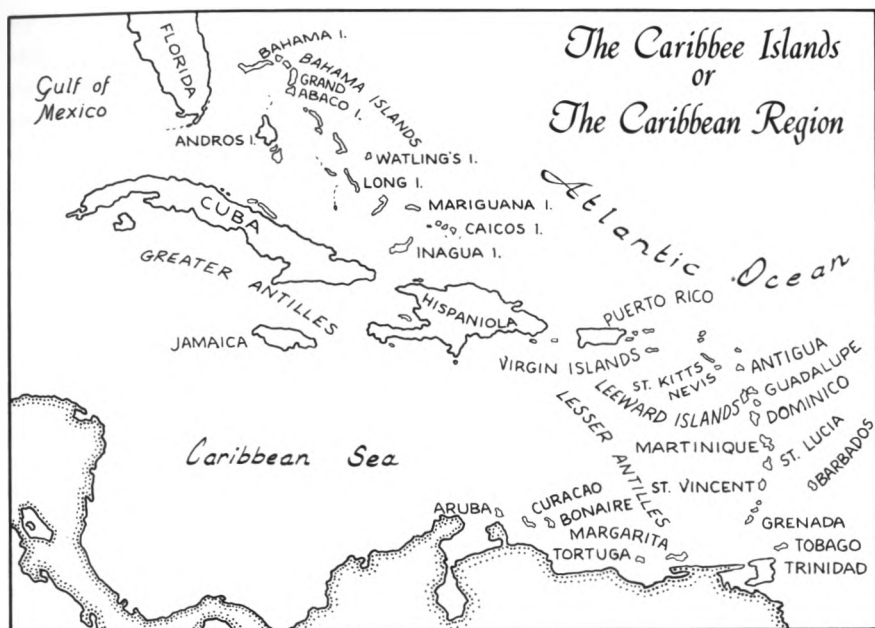 The Caribbee Islands
or
The Caribbean Region
FLORIDA
Gulf of
Mexico
BAHAMA I.
BAHAMA ISLANDS
GRAND
ABACO I.
ANDROS I.
WATLING'S I.
LONG I.
MARIGUANA I.
CAICOS I.
INAGUA I.
Atlantic Ocean
CUBA
GREATER ANTILLES
HISPANIOLA
PUERTO RICO
JAMAICA
VIRGIN ISLANDS
ST. KITTS
NEVIS
ANTIGUA
LEEWARD ISLANDS
GUADALUPE
DOMINICO
LESSER ANTILLES
MARTINIQUE
ST. LUCIA
BARBADOS
Caribbean Sea
ST. VINCENT
ARUBA
CURACAO
BONAIRE
MARGARITA
TORTUGA
GRENADA
TOBAGO
TRINIDAD